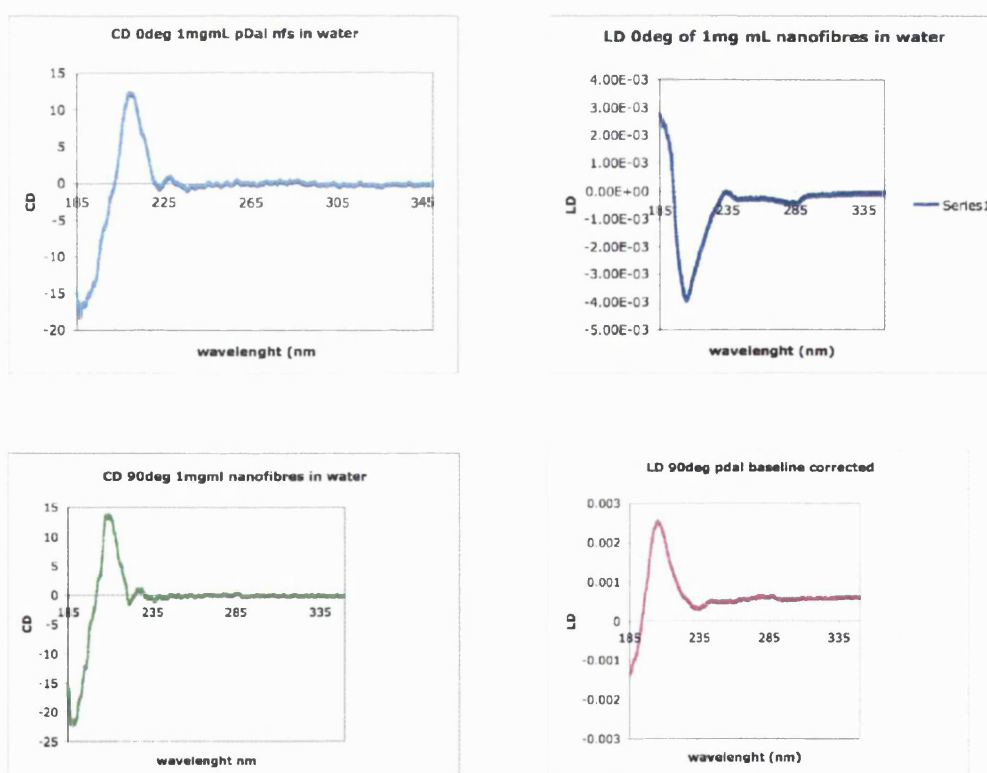 CD 0deg 1mgmL pDal nfs in water
15
10
5
0
-5
-10
-15
-20
185 225 265 305 345
CD
wavelenght (nm
LD 0deg of 1mg mL nanofibres in water
4.00E-03
3.00E-03
2.00E-03
1.00E-03
0.00E+00
-1.00E-03
-2.00E-03
-3.00E-03
-4.00E-03
-5.00E-03
185 235 285 335
LD
Series1
wavelenght (nm)
CD 90deg 1mgml nanofibres in water
15
10
5
0
-5
-10
-15
-20
-25
185 235 285 335
CD
wavelenght nm
LD 90deg pdal baseline corrected
0.003
0.002
0.001
0
-0.001
-0.002
-0.003
185 235 285 335
LD
wavelenght (nm)